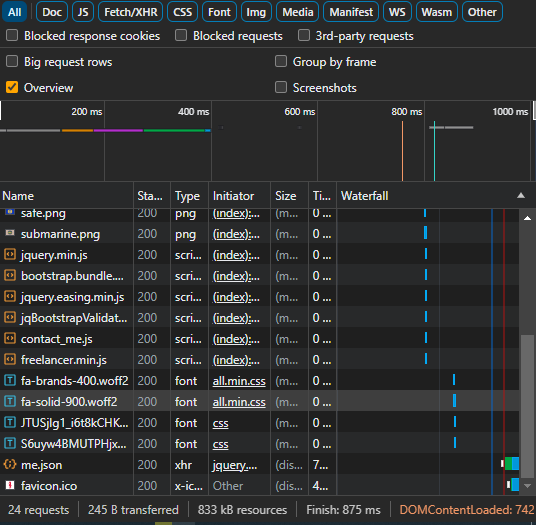 All Doc JS Fetch/XHR CSS Font Img Media Manifest WS Wasm Other
Blocked response cookies Blocked requests 3rd-party requests
Big request rows Group by frame
Overview Screenshots
200 ms 400 ms 600 ms 800 ms 1000 ms
Name Sta... Type Initiator Size Ti... Waterfall
safe.png 200 png (index):... (m... 0 ...
submarine.png 200 png (index):... (m... 0 ...
jquery.min.js 200 scri... (index):... (m... 0 ...
bootstrap.bundle.... 200 scri... (index):... (m... 0 ...
jquery.easing.min.js 200 scri... (index):... (m... 0 ...
jqBootstrapValidat... 200 scri... (index):... (m... 0 ...
contact_me.js 200 scri... (index):... (m... 0 ...
freelancer.min.js 200 scri... (index):... (m... 0 ...
fa-brands-400.woff2 200 font all.min.css (m... 0 ...
fa-solid-900.woff2 200 font all.min.css (m... 0 ...
JTUSjIg1_i6t8kCHK... 200 font css (m... 0 ...
S6uyw4BMUTPHjx... 200 font css (m... 0 ...
me.json 200 xhr jquery.... (dis... 7...
favicon.ico 200 x-ic... Other (dis... 4...
24 requests 245 B transferred 833 kB resources Finish: 875 ms DOMContentLoaded: 742